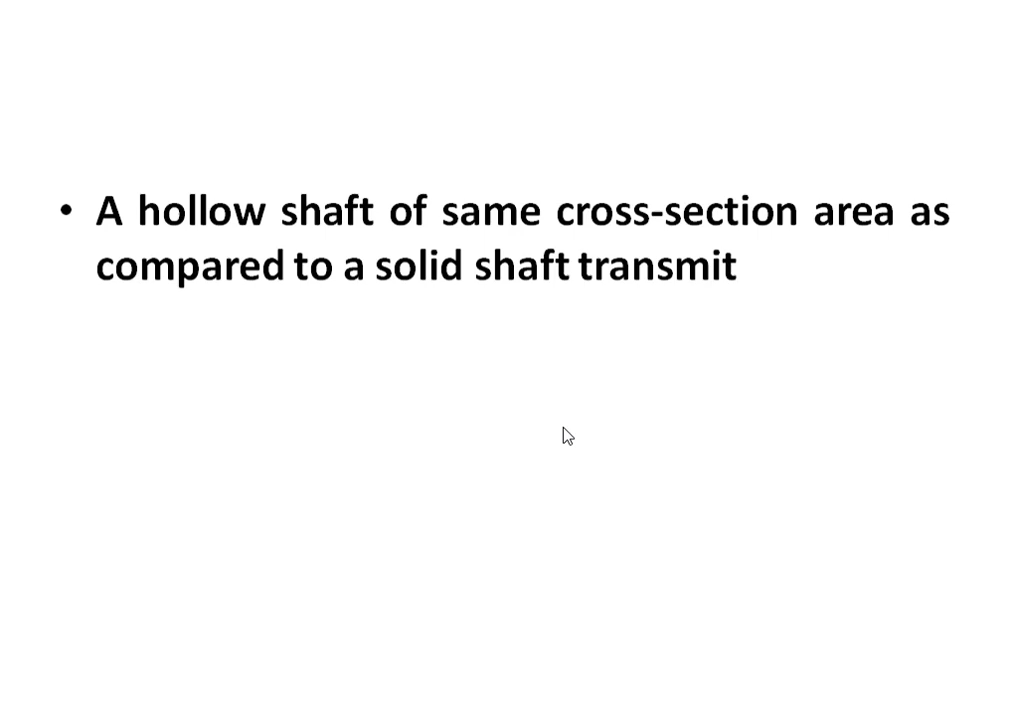 • A hollow shaft of same cross-section area as
compared to a solid shaft transmit